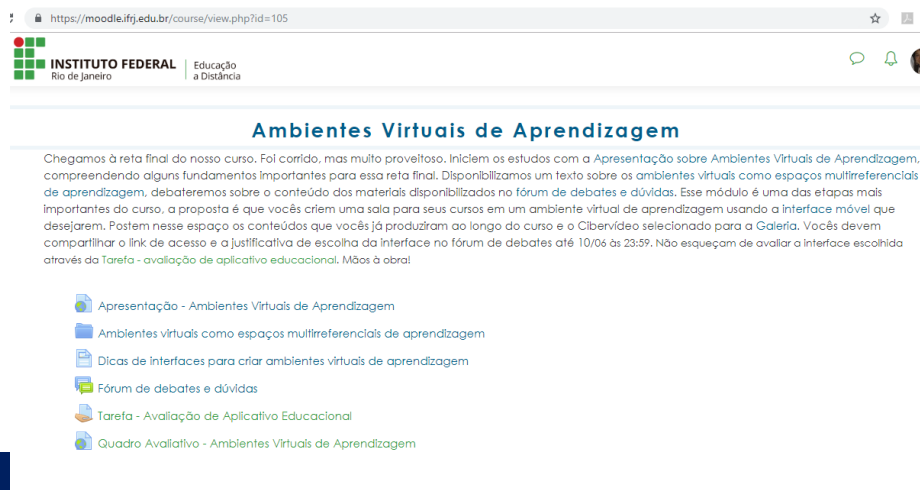 https://moodle.ifrj.edu.br/course/view.php?id=105
INSTITUTO FEDERAL
Rio de Janeiro
Educação
a Distância
Ambientes Virtuais de Aprendizagem
Chegamos à reta final do nosso curso. Foi corrido, mas muito proveitoso. Iniciem os estudos com a Apresentação sobre Ambientes Virtuais de Aprendizagem,
compreendendo alguns fundamentos importantes para essa reta final. Disponibilizamos um texto sobre os ambientes virtuais como espaços multirreferenciais
de aprendizagem, debateremos sobre o conteúdo dos materiais disponibilizados no fórum de debates e dúvidas. Esse módulo é uma das etapas mais
importantes do curso, a proposta é que vocês criem uma sala para seus cursos em um ambiente virtual de aprendizagem usando a interface móvel que
desejarem. Postem nesse espaço os conteúdos que vocês já produziram ao longo do curso e o Cibervídeo selecionado para a Galeria. Vocês devem
compartilhar o link de acesso e a justificativa de escolha da interface no fórum de debates até 10/06 às 23:59. Não esqueçam de avaliar a interface escolhida
através da Tarefa - avaliação de aplicativo educacional. Mãos à obra!
Apresentação - Ambientes Virtuais de Aprendizagem
Ambientes virtuais como espaços multirreferenciais de aprendizagem
Dicas de interfaces para criar ambientes virtuais de aprendizagem
Fórum de debates e dúvidas
Tarefa - Avaliação de Aplicativo Educacional
Quadro Avaliativo - Ambientes Virtuais de Aprendizagem